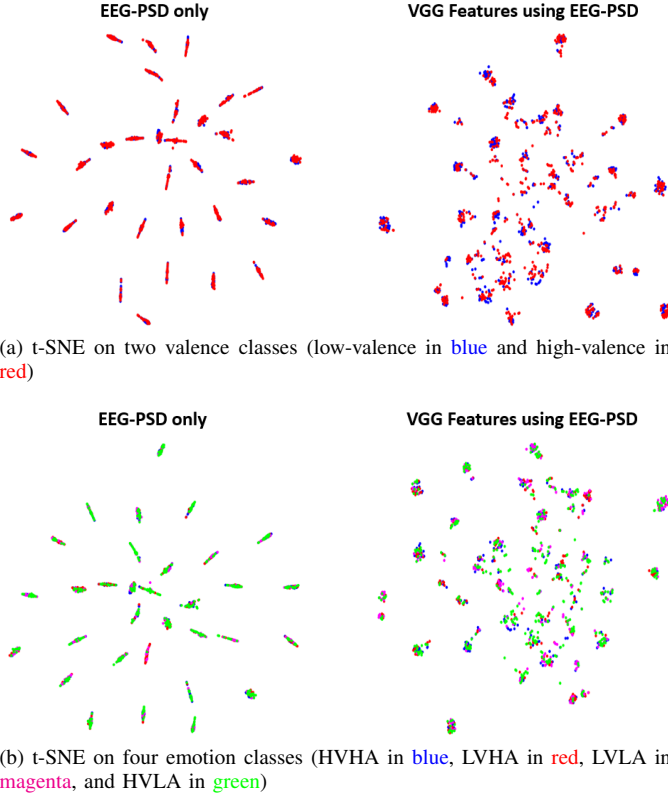 EEG-PSD only
VGG Features using EEG-PSD
(a) t-SNE on two valence classes (low-valence in blue and high-valence in
red)
EEG-PSD only
VGG Features using EEG-PSD
(b) t-SNE on four emotion classes (HVHA in blue, LVHA in red, LVLA in
magenta, and HVLA in green)